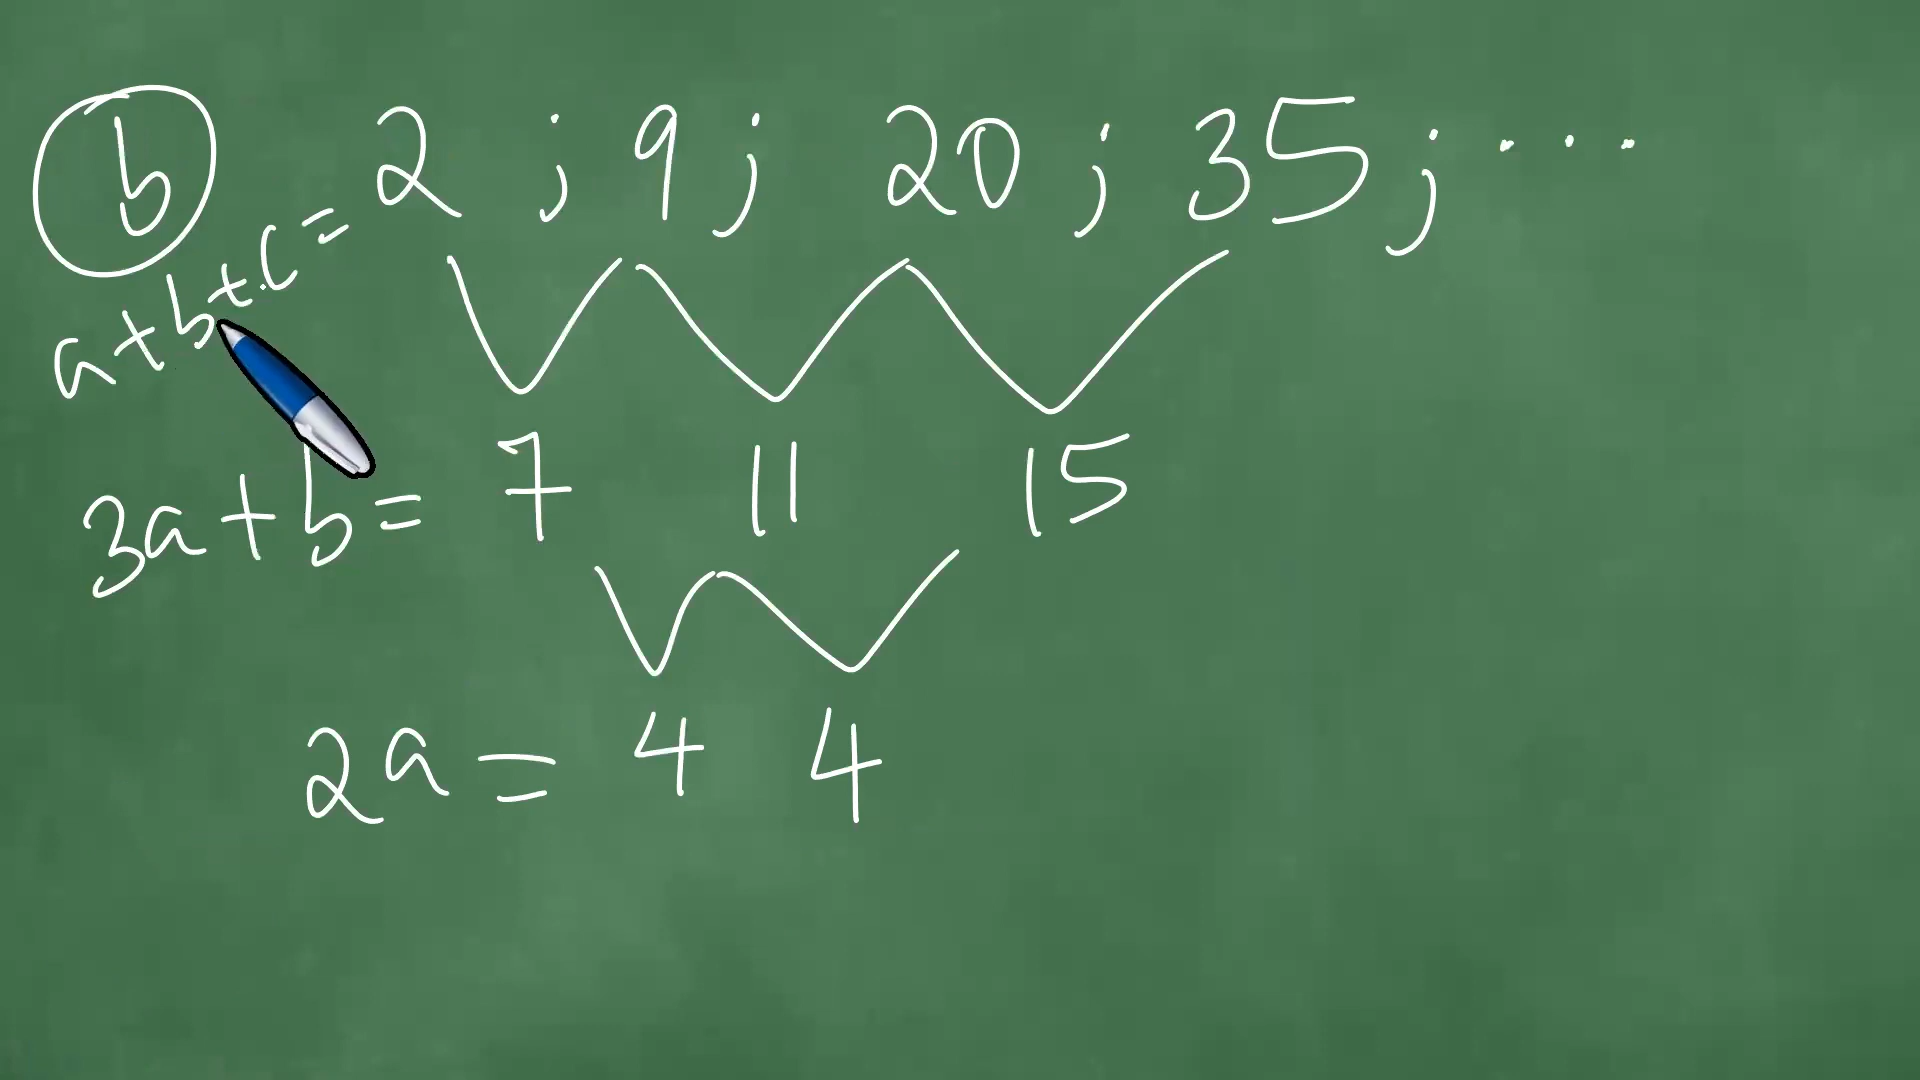 b 2 ; 9 ; 20 ; 35 ; ....
a+b+c =
3a+b= 7 11 15
2a = 4 4